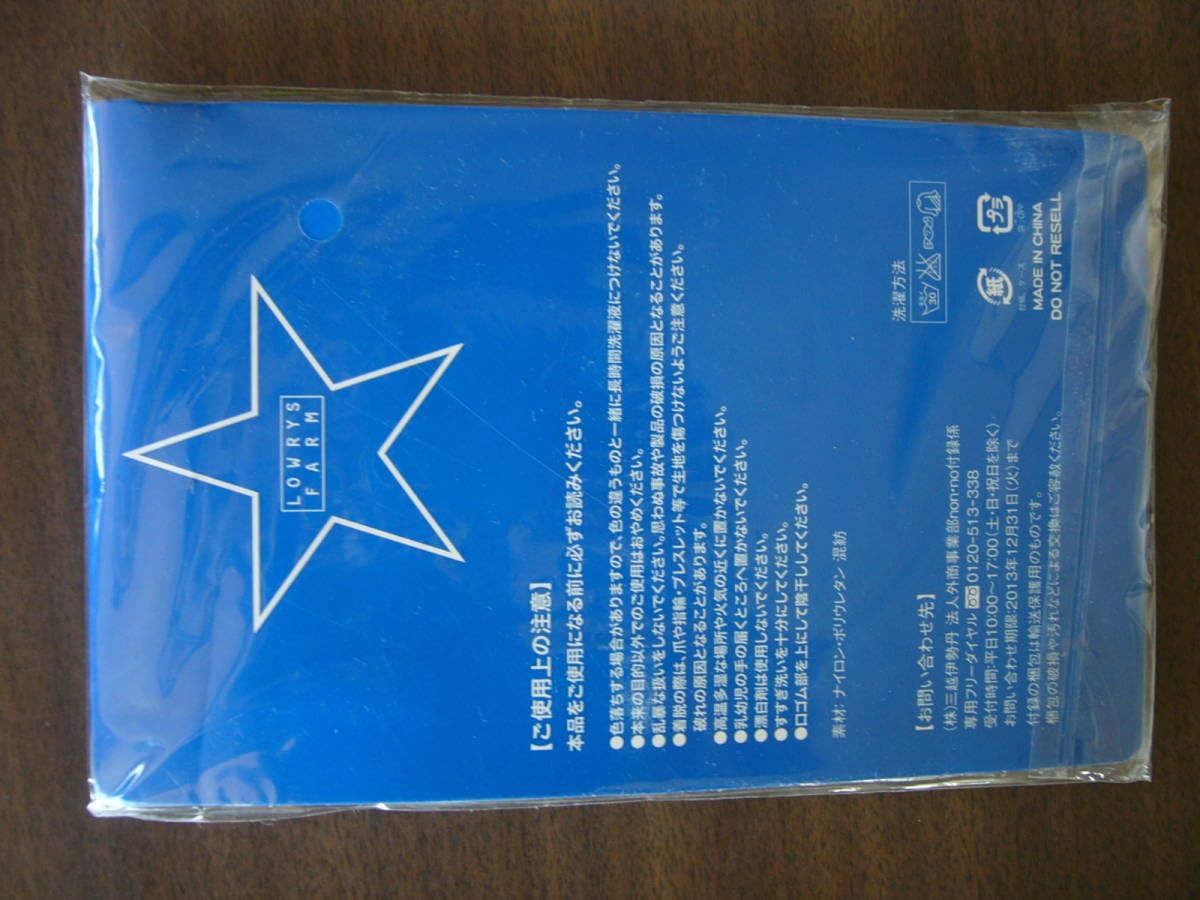 LOWRYS
FARM
【ご使用上の注意】
本品をご使用になる前に必ずお読みください。
●色落ちする場合がありますので、色の違うものと一緒に長時間洗濯液につけないでください。
●本来の目的以外でのご使用はおやめください。
●乱暴な扱いをしないでください。思わぬ事故や製品の破損の原因となることがあります。
●着脱の際は、爪や指輪・ブレスレット等で生地を傷つけないようご注意ください。
破れの原因となることがあります。
●高温多湿な場所や火気の近くに置かないでください。
●乳幼児の手の届くところへ置かないでください。
●漂白剤は使用しないでください。
●すすぎ洗いを十分にしてください。
●口ゴム部を上にして陰干ししてください。
素材: ナイロン・ポリウレタン 混紡
洗濯方法
30
【お問い合わせ先】
(株)三越伊勢丹 法人外商事業部non・no付録係
専用フリーダイヤル 0120-513-338
受付時間:平日10:00〜17:00(土・日・祝日を除く)
お問い合わせ期限:2013年12月31日(火)まで
付録の梱包は輸送保護用のものです。
梱包の破損や汚れなどによる交換はご容赦ください。
紙
プラ
台紙、ケース
MADE IN CHINA
DO NOT RESELL